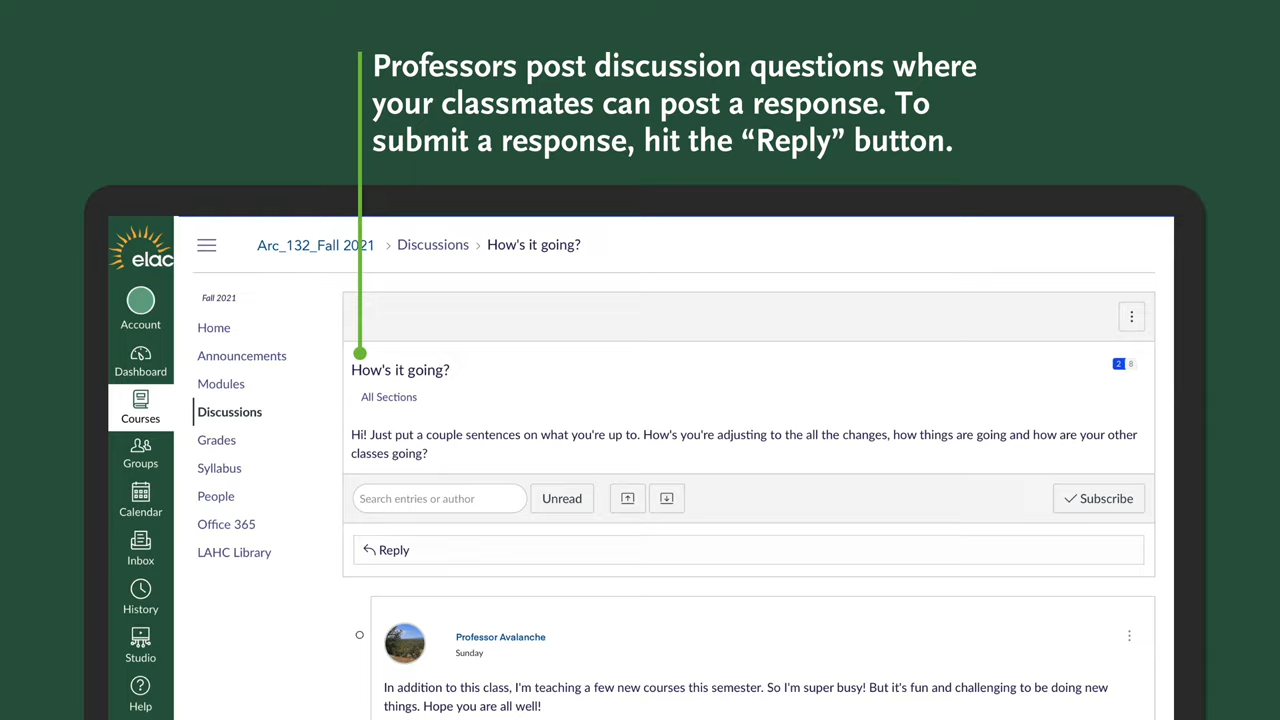 Professors post discussion questions where
your classmates can post a response. To
submit a response, hit the “Reply” button.
elac
Account
Dashboard
Courses
Groups
Calendar
Inbox
History
Studio
Help
Arc_132_Fall 2021 › Discussions › How's it going?
Fall 2021
Home
Announcements
Modules
Discussions
Grades
Syllabus
People
Office 365
LAHC Library
How's it going?
2 8
All Sections
Hi! Just put a couple sentences on what you're up to. How's you're adjusting to the all the changes, how things are going and how are your other
classes going?
Search entries or author
Unread
Subscribe
Reply
Professor Avalanche
Sunday
In addition to this class, I'm teaching a few new courses this semester. So I'm super busy! But it's fun and challenging to be doing new
things. Hope you are all well!